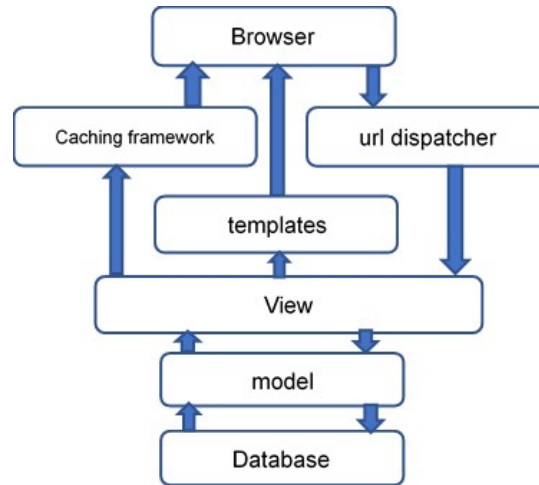 Browser
Caching framework
url dispatcher
templates
View
model
Database